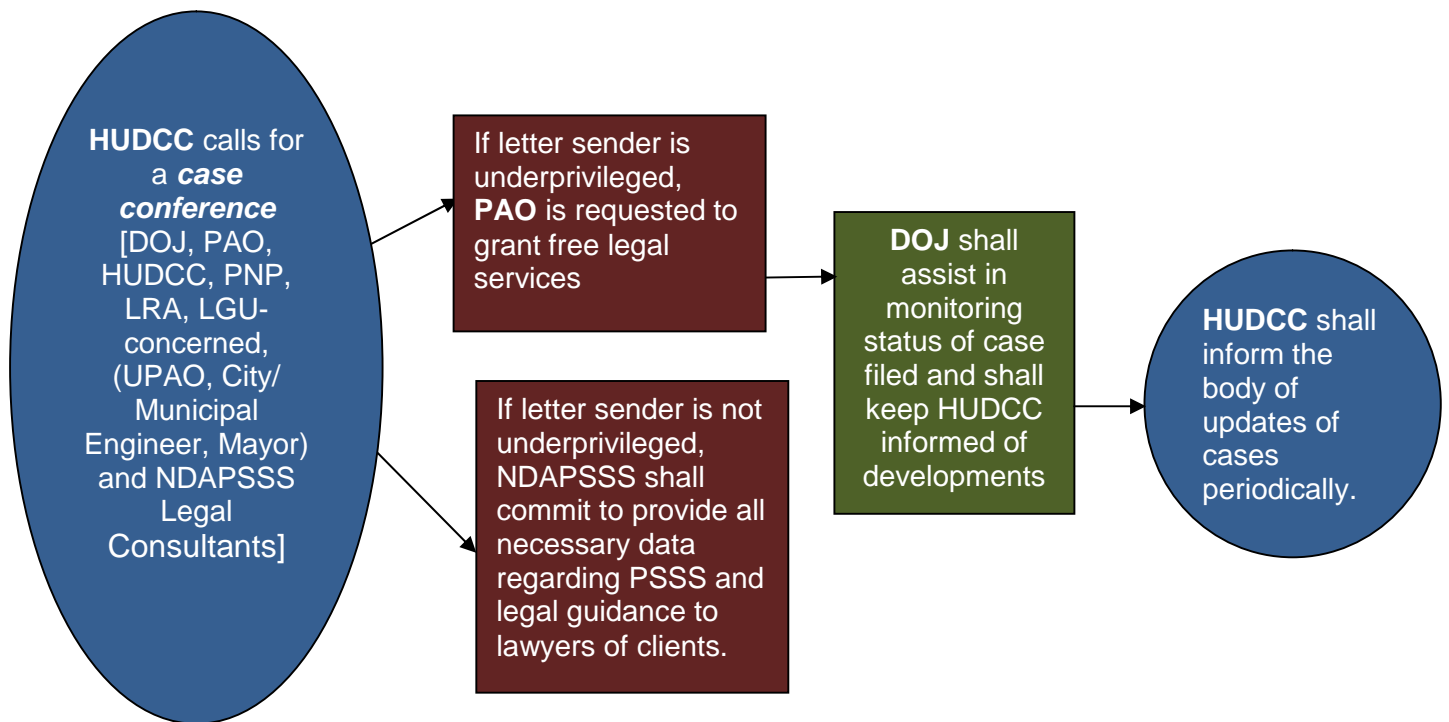 HUDCC calls for
a case
conference
[DOJ, PAO,
HUDCC, PNP,
LRA, LGU-
concerned,
(UPAO, City/
Municipal
Engineer, Mayor)
and NDAPSSS
Legal
Consultants]
If letter sender is
underprivileged,
PAO is requested to
grant free legal
services
If letter sender is not
underprivileged,
NDAPSSS shall
commit to provide all
necessary data
regarding PSSS and
legal guidance to
lawyers of clients.
DOJ shall
assist in
monitoring
status of case
filed and shall
keep HUDCC
informed of
developments
HUDCC shall
inform the
body of
updates of
cases
periodically.